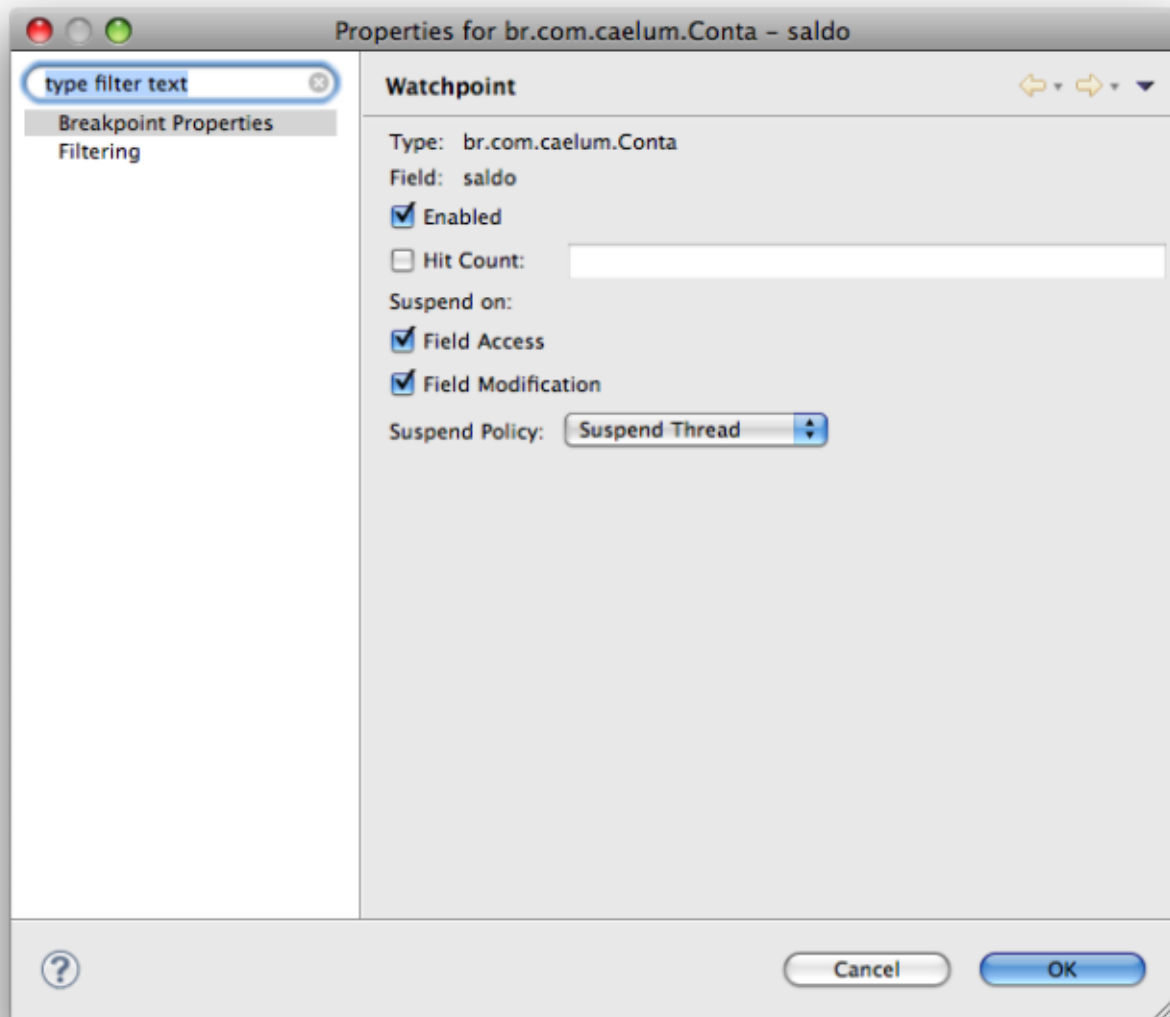 Properties for br.com.caelum.Conta – saldo
type filter text
Breakpoint Properties
Filtering
Watchpoint
Type: br.com.caelum.Conta
Field: saldo
Enabled
Hit Count:
Suspend on:
Field Access
Field Modification
Suspend Policy: Suspend Thread
?
Cancel OK